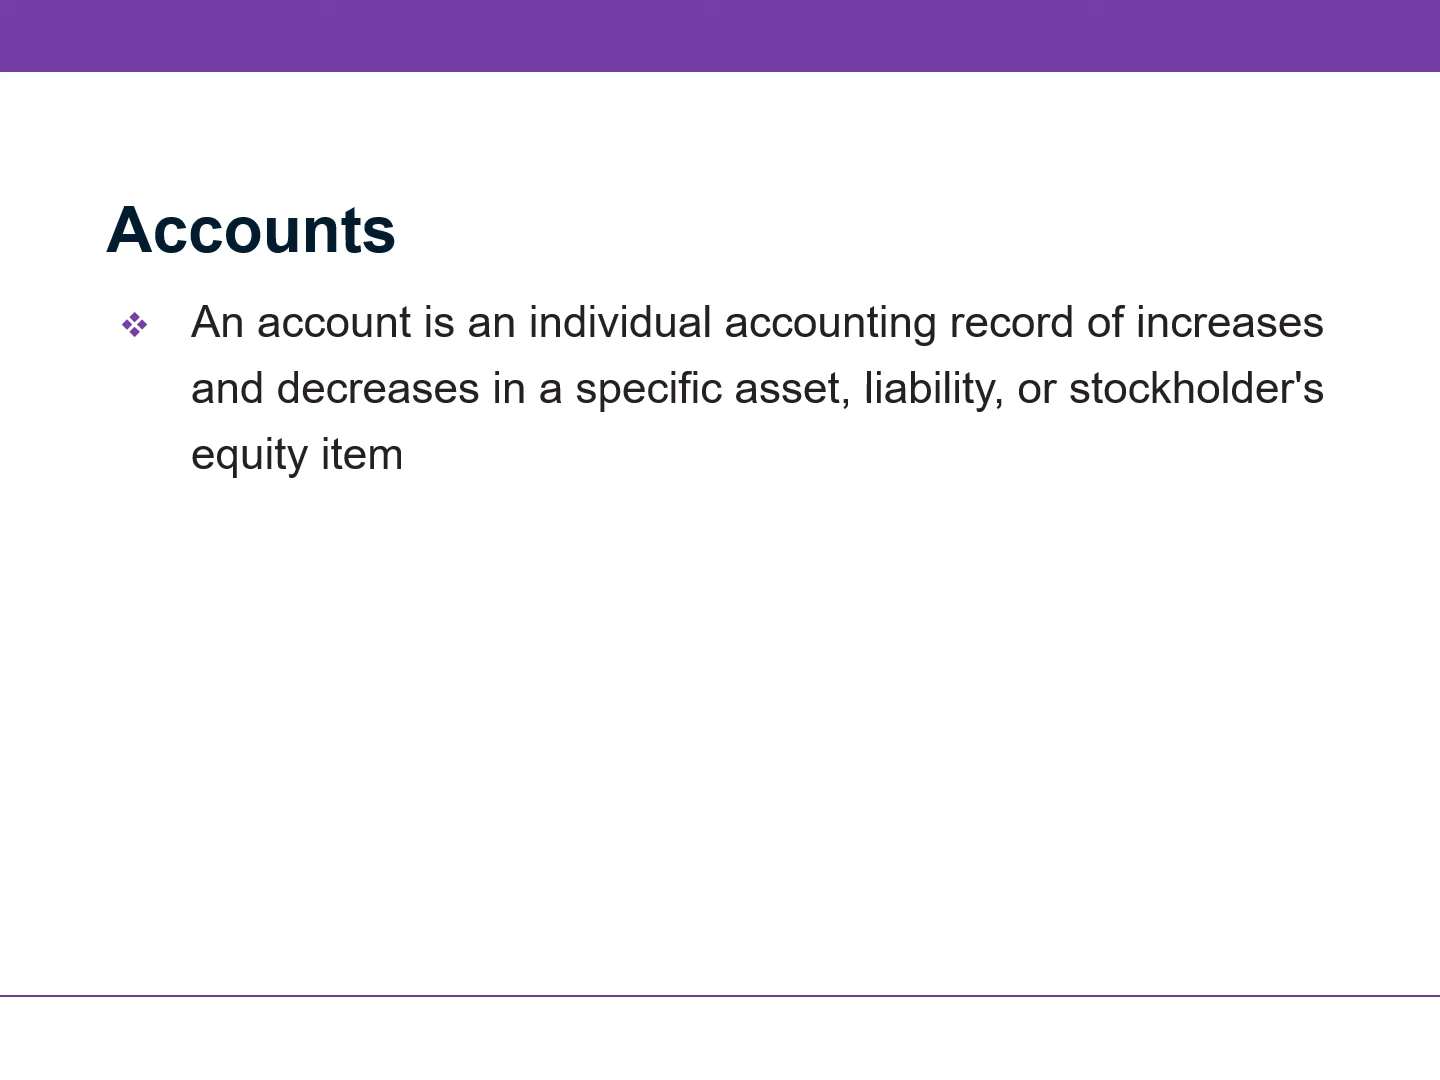 Accounts
❖ An account is an individual accounting record of increases
and decreases in a specific asset, liability, or stockholder's
equity item